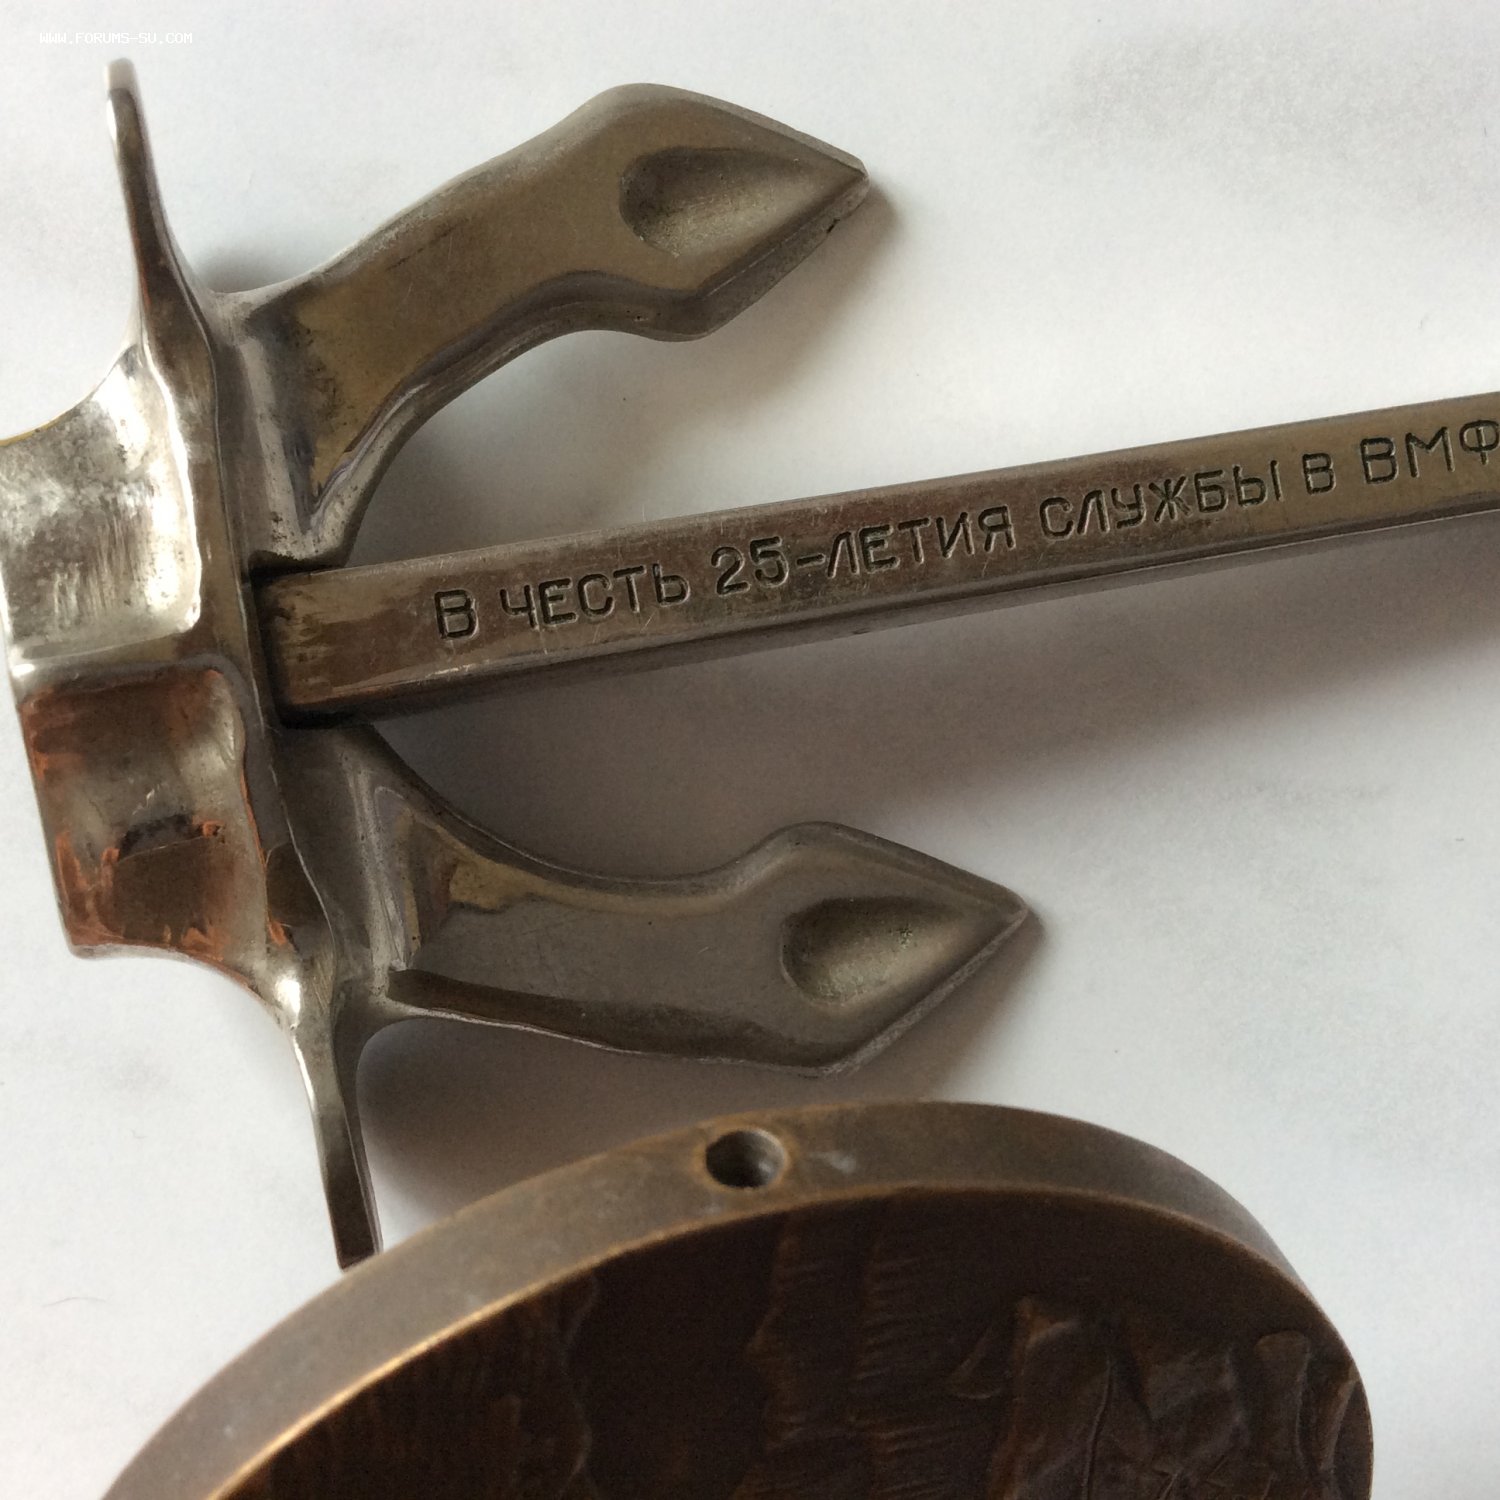 WWW.FORUMS-SU.COM
В ЧЕСТЬ 25-ЛЕТИЯ СЛУЖБЫ В ВМФ